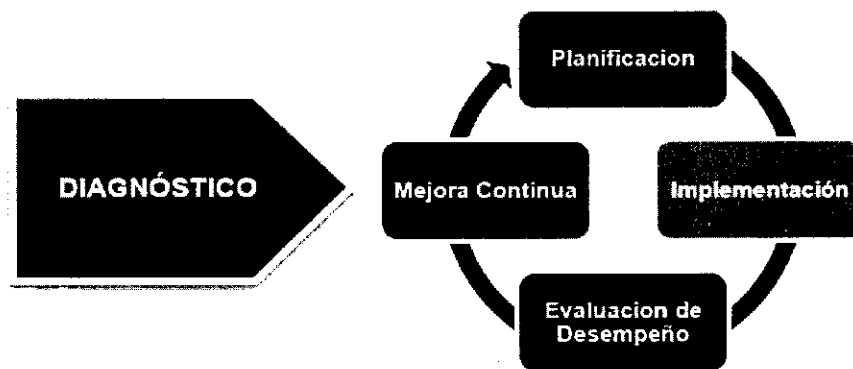 DIAGNÓSTICO
Planificacion
Implementación
Evaluacion de
Desempeño
Mejora Continua